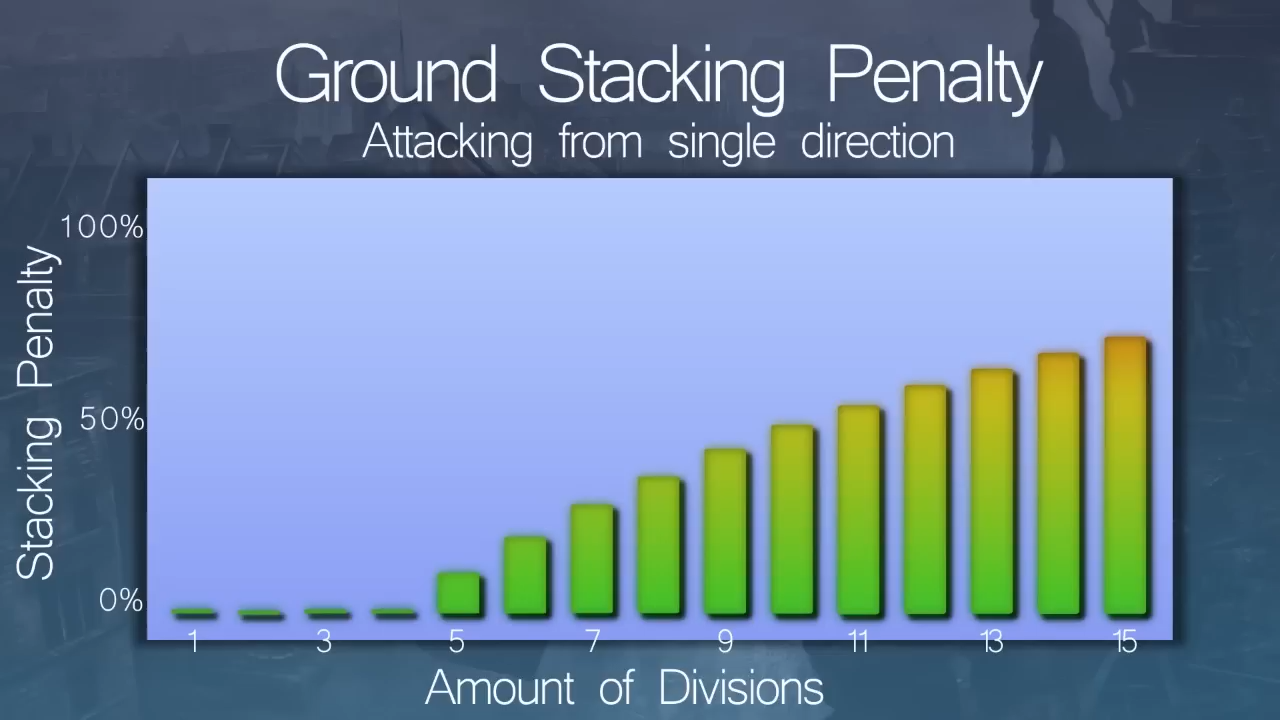 Ground Stacking Penalty
Attacking from single direction
100%
50%
0%
Stacking Penalty
1 3 5 7 9 11 13 15
Amount of Divisions